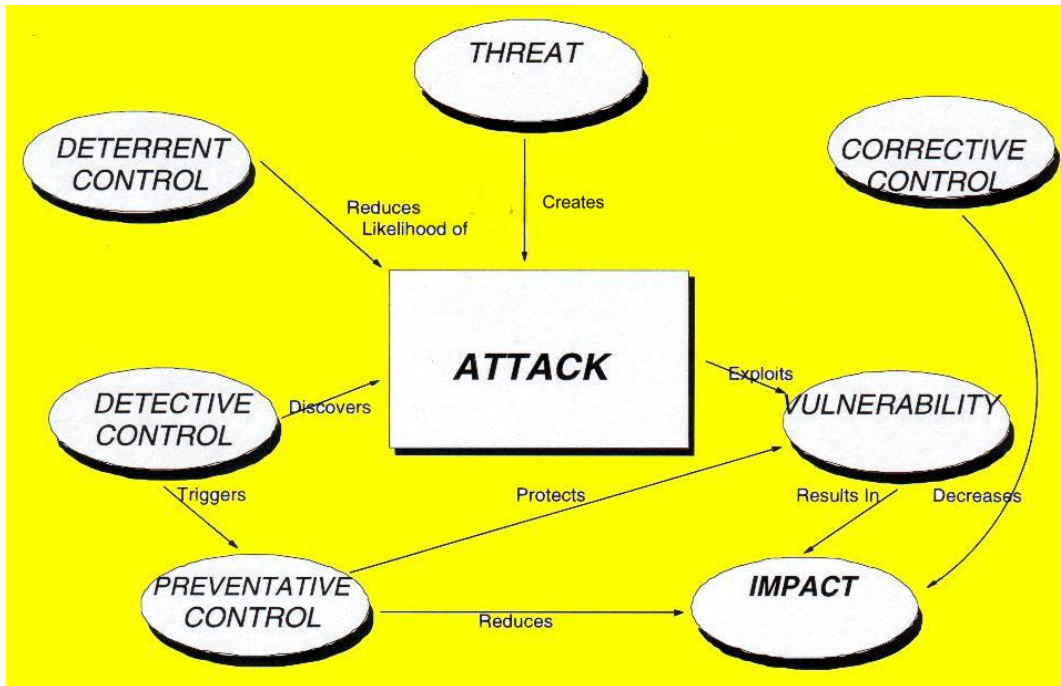 THREAT
DETERRENT
CONTROL
CORRECTIVE
CONTROL
Reduces
Likelihood of
Creates
ATTACK
Exploits
DETECTIVE
CONTROL
Discovers
VULNERABILITY
Triggers
Protects
Results In
Decreases
PREVENTATIVE
CONTROL
Reduces
IMPACT